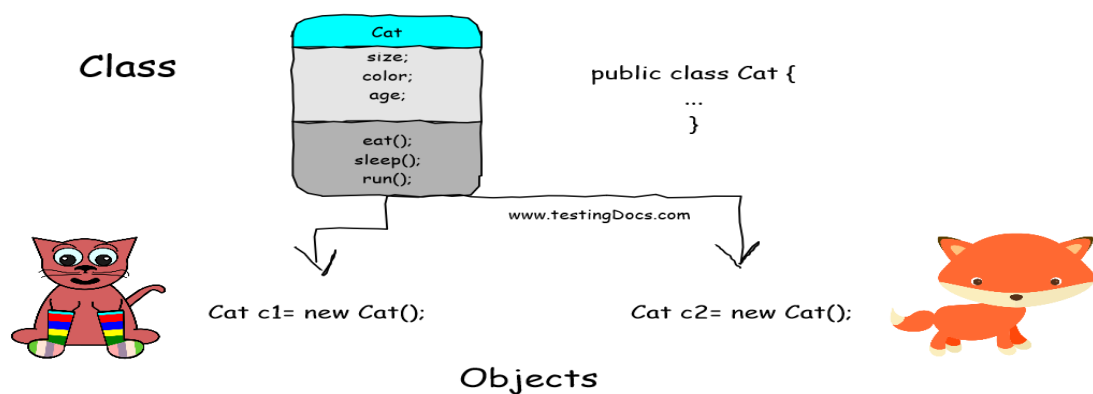 Cat
Class
size;
color;
age;
public class Cat {
...
}
eat();
sleep();
run();
www.testingDocs.com
Cat c1= new Cat();
Cat c2= new Cat();
Objects